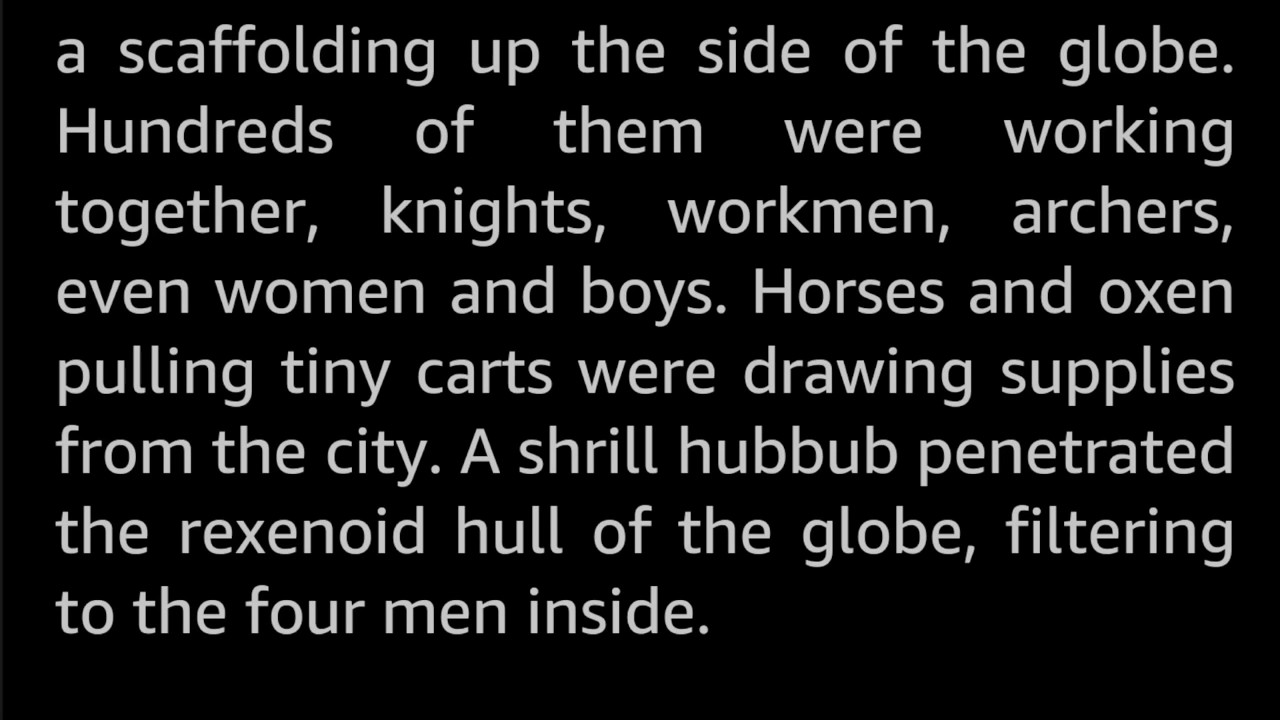 a scaffolding up the side of the globe.
Hundreds of them were working
together, knights, workmen, archers,
even women and boys. Horses and oxen
pulling tiny carts were drawing supplies
from the city. A shrill hubbub penetrated
the rexenoid hull of the globe, filtering
to the four men inside.